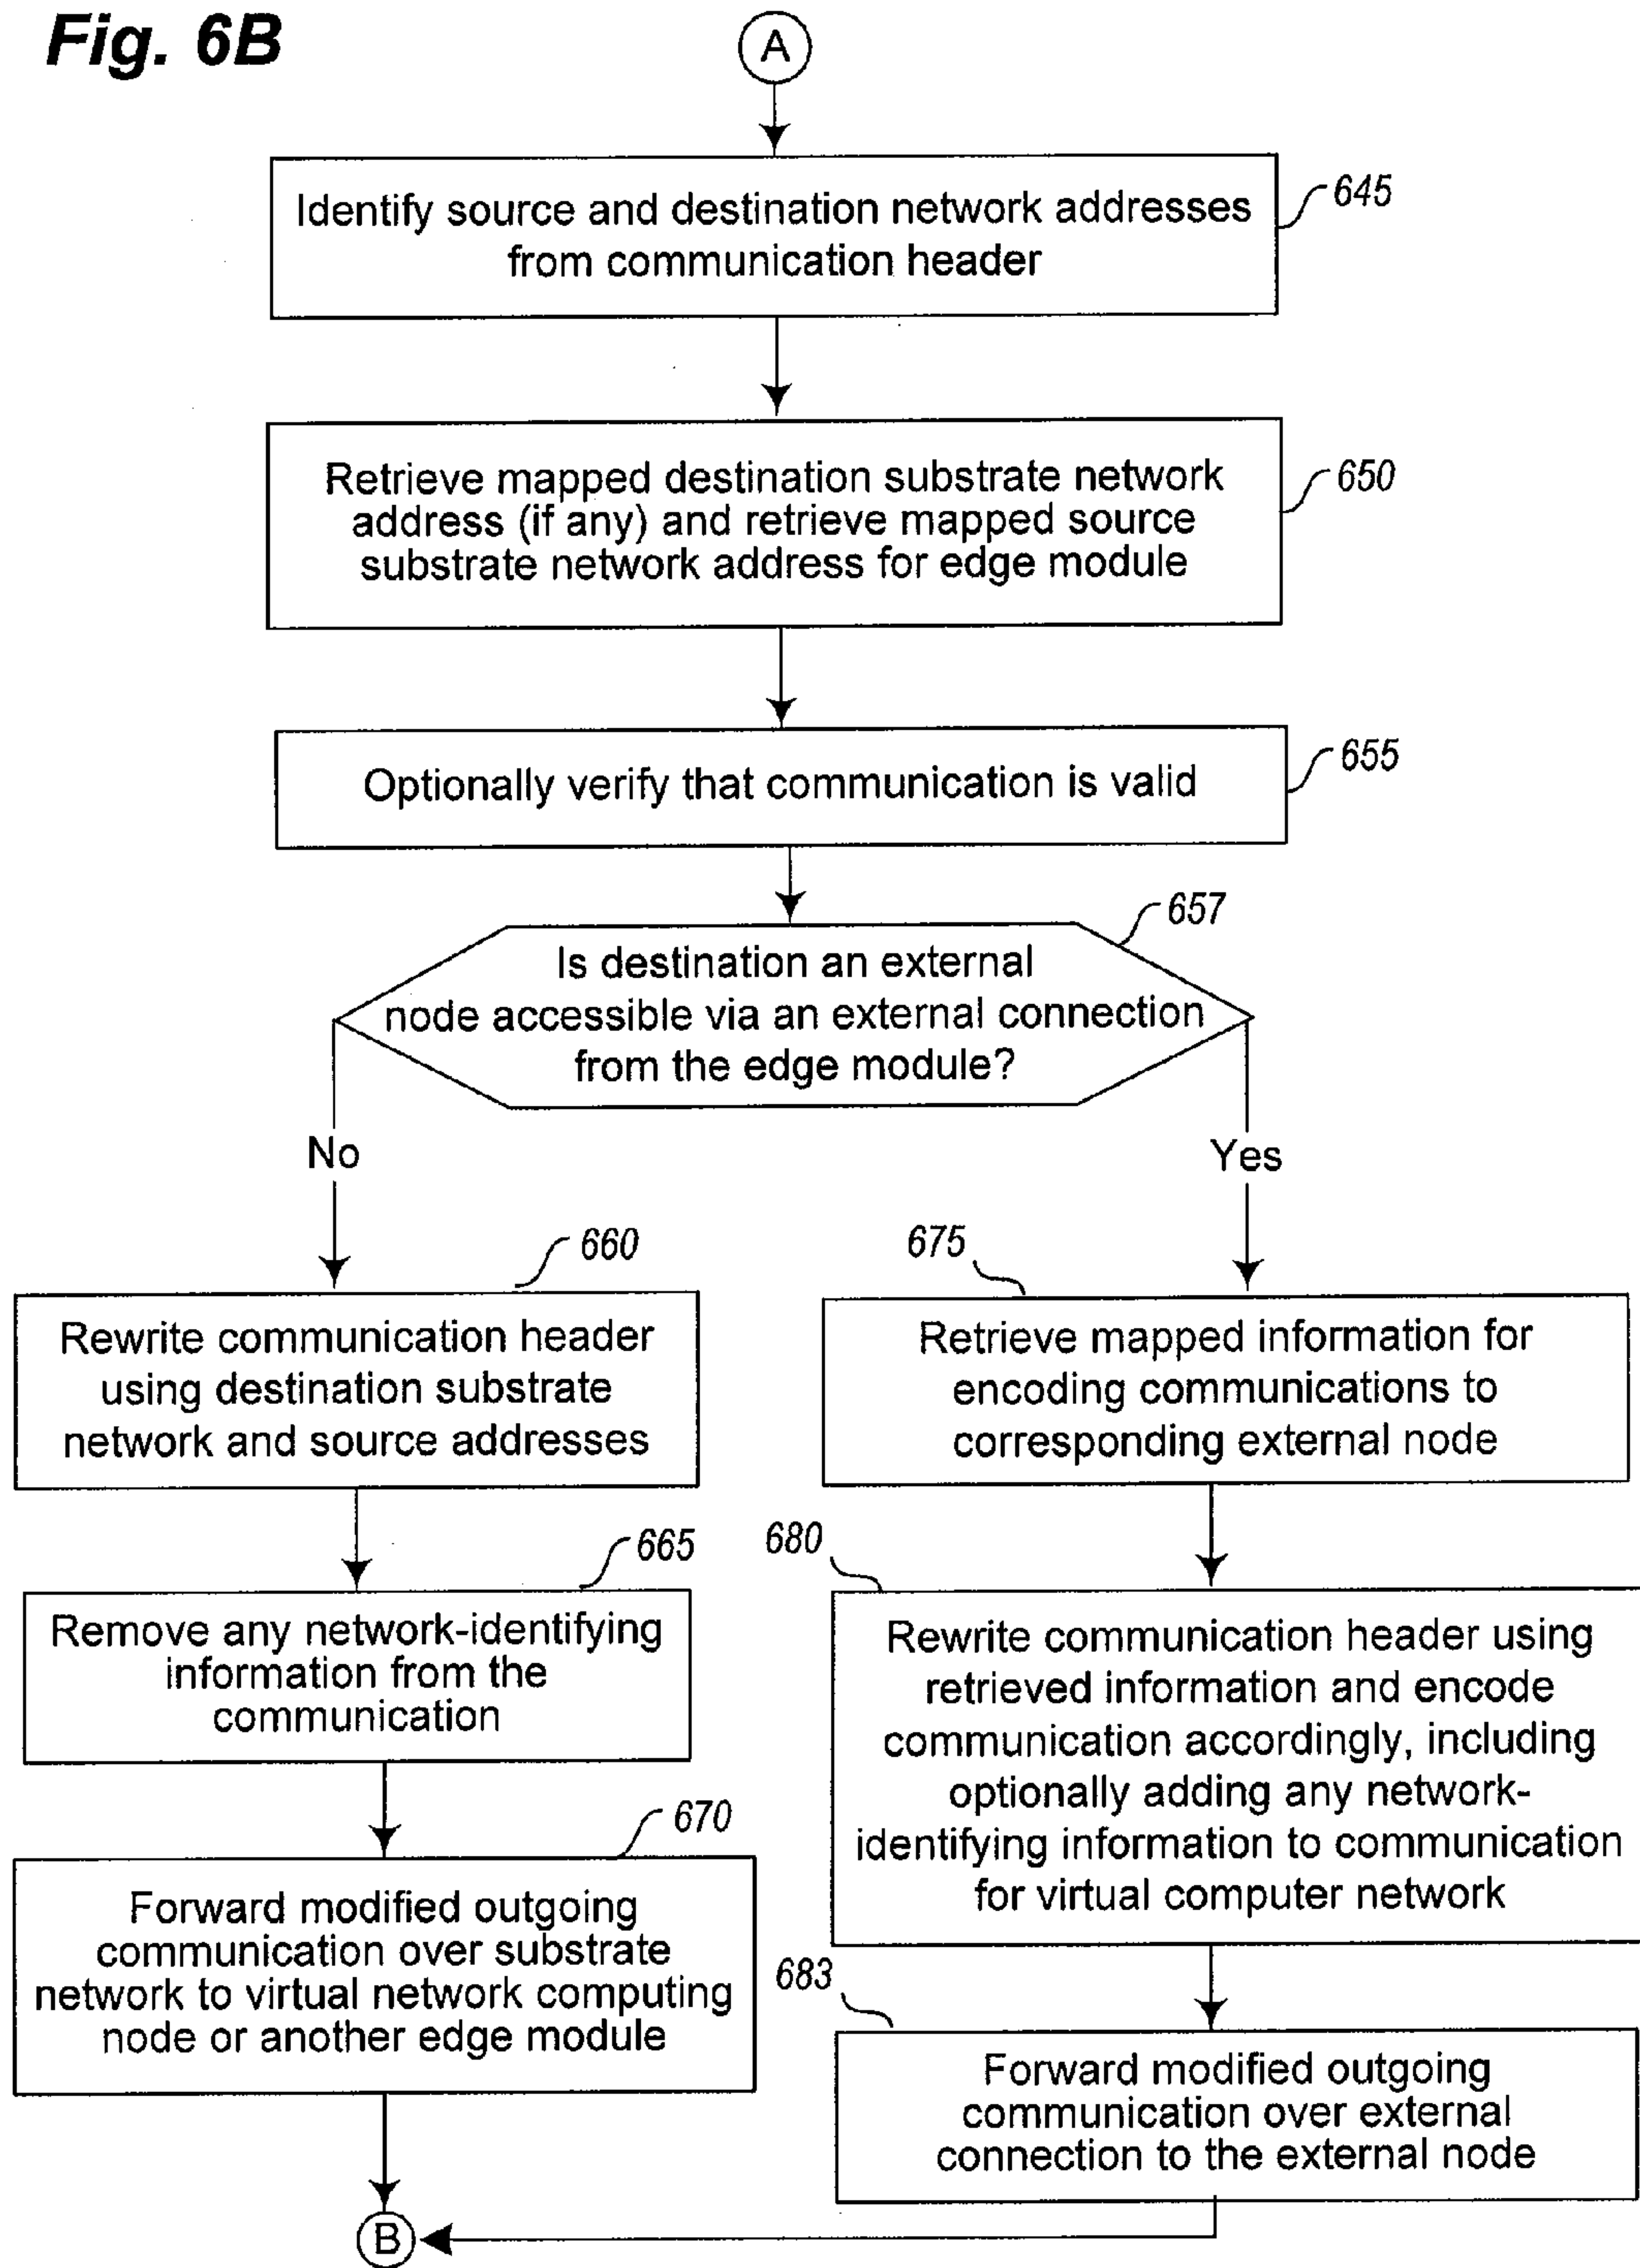 Fig. 6B
A
Identify source and destination network addresses
from communication header
645
Retrieve mapped destination substrate network
address (if any) and retrieve mapped source
substrate network address for edge module
650
Optionally verify that communication is valid
655
657
Is destination an external
node accessible via an external connection
from the edge module?
No
Yes
660
Rewrite communication header
using destination substrate
network and source addresses
675
Retrieve mapped information for
encoding communications to
corresponding external node
665
Remove any network-identifying
information from the
communication
680
Rewrite communication header using
retrieved information and encode
communication accordingly, including
optionally adding any network-
identifying information to communication
for virtual computer network
670
Forward modified outgoing
communication over substrate
network to virtual network computing
node or another edge module
683
Forward modified outgoing
communication over external
connection to the external node
B